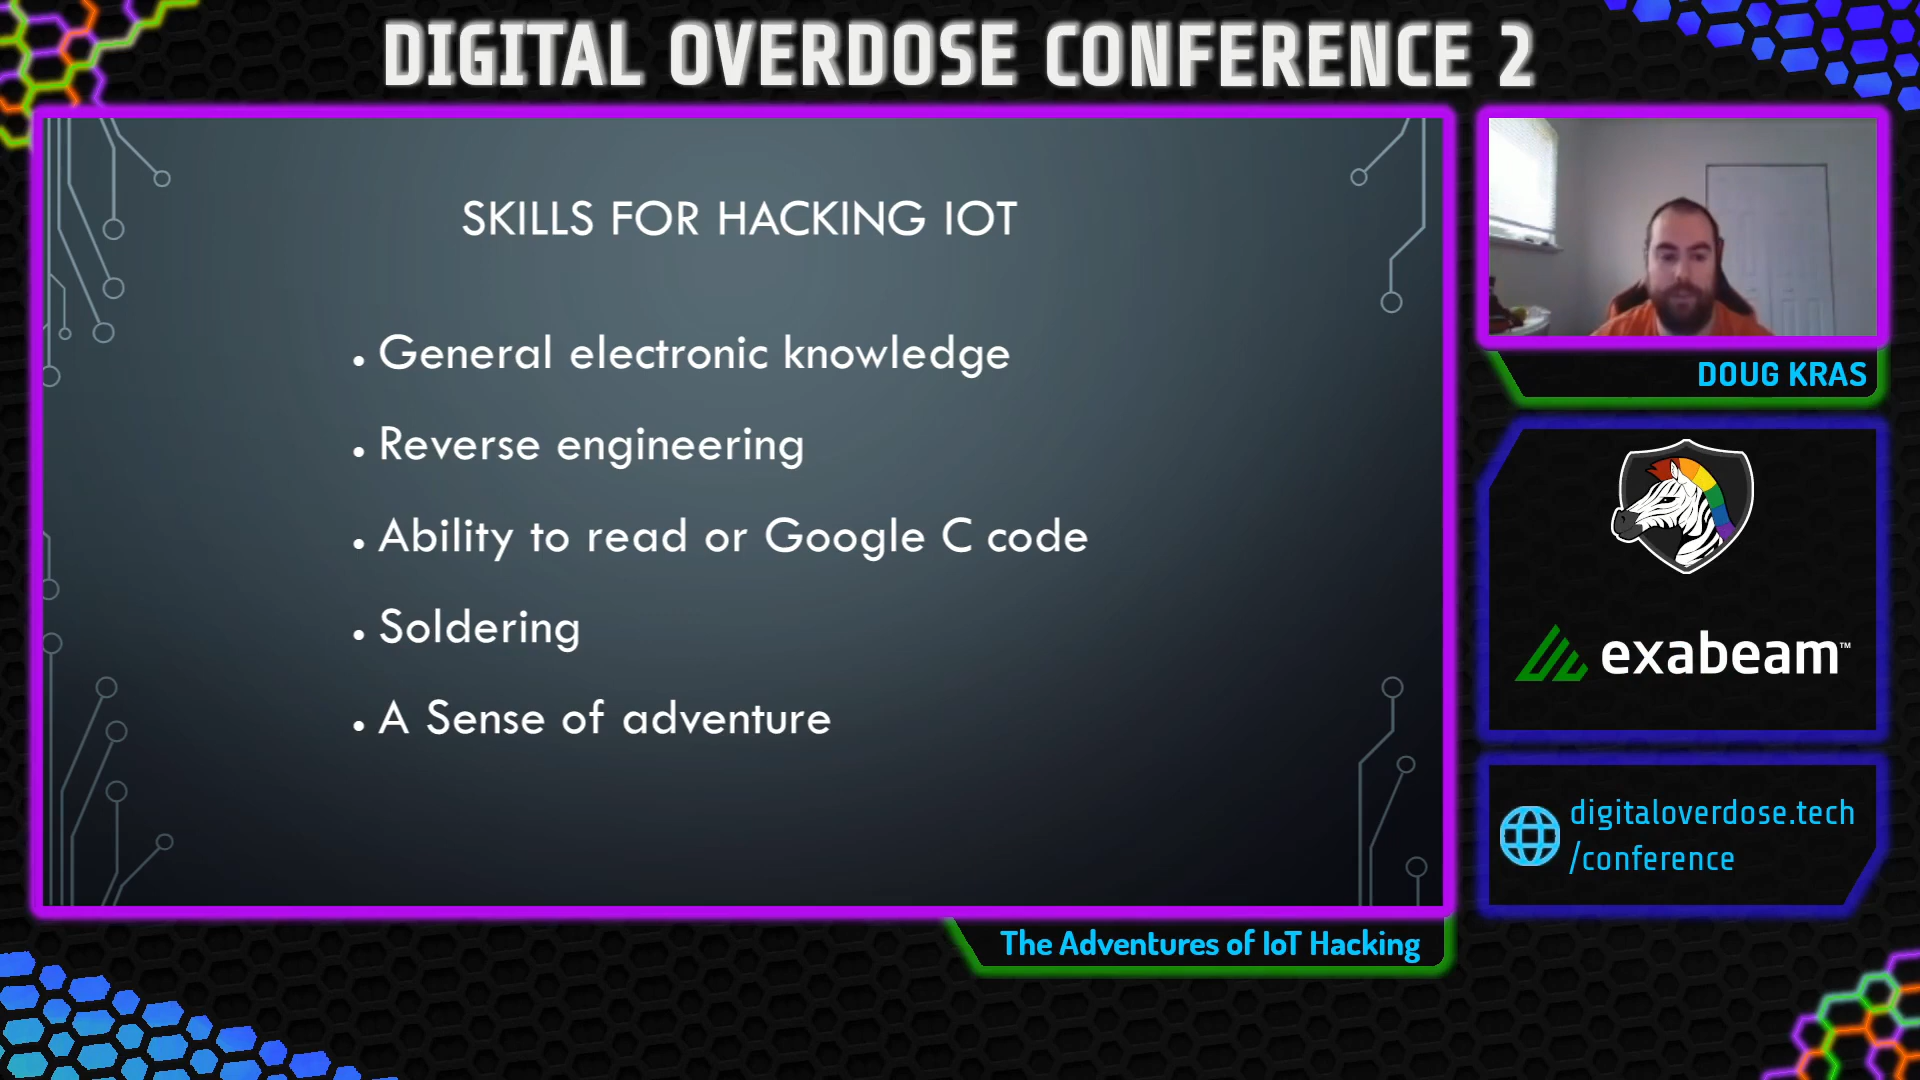 DIGITAL OVERDOSE CONFERENCE 2
SKILLS FOR HACKING IOT
• General electronic knowledge
• Reverse engineering
• Ability to read or Google C code
• Soldering
• A Sense of adventure
DOUG KRAS
exabeam™
digitaloverdose.tech
/conference
The Adventures of IoT Hacking